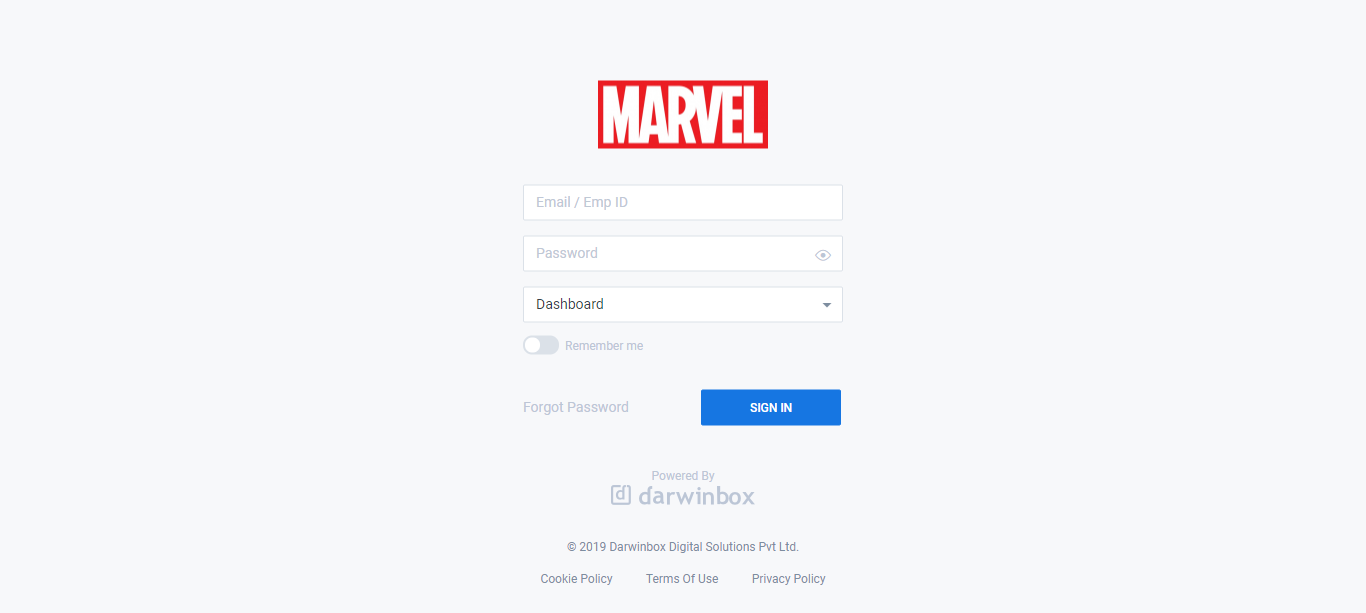 MARVEL
Email / Emp ID
Password
Dashboard
Remember me
Forgot Password
SIGN IN
Powered By
darwinbox
© 2019 Darwinbox Digital Solutions Pvt Ltd.
Cookie Policy Terms Of Use Privacy Policy